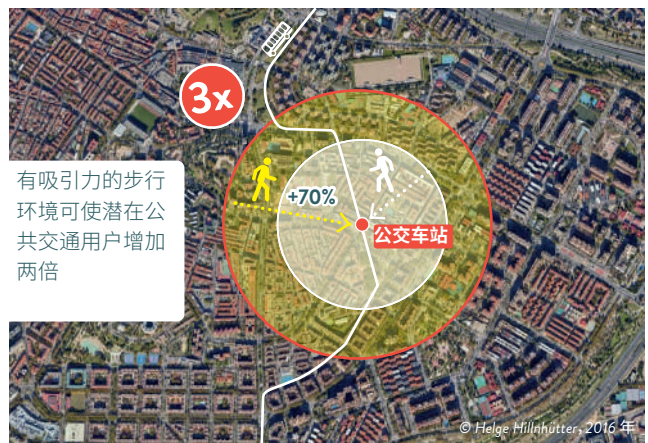 3x
有吸引力的步行
环境可使潜在公
共交通用户增加
两倍
+70%
公交车站
© Helge Hillnhütter，2016 年